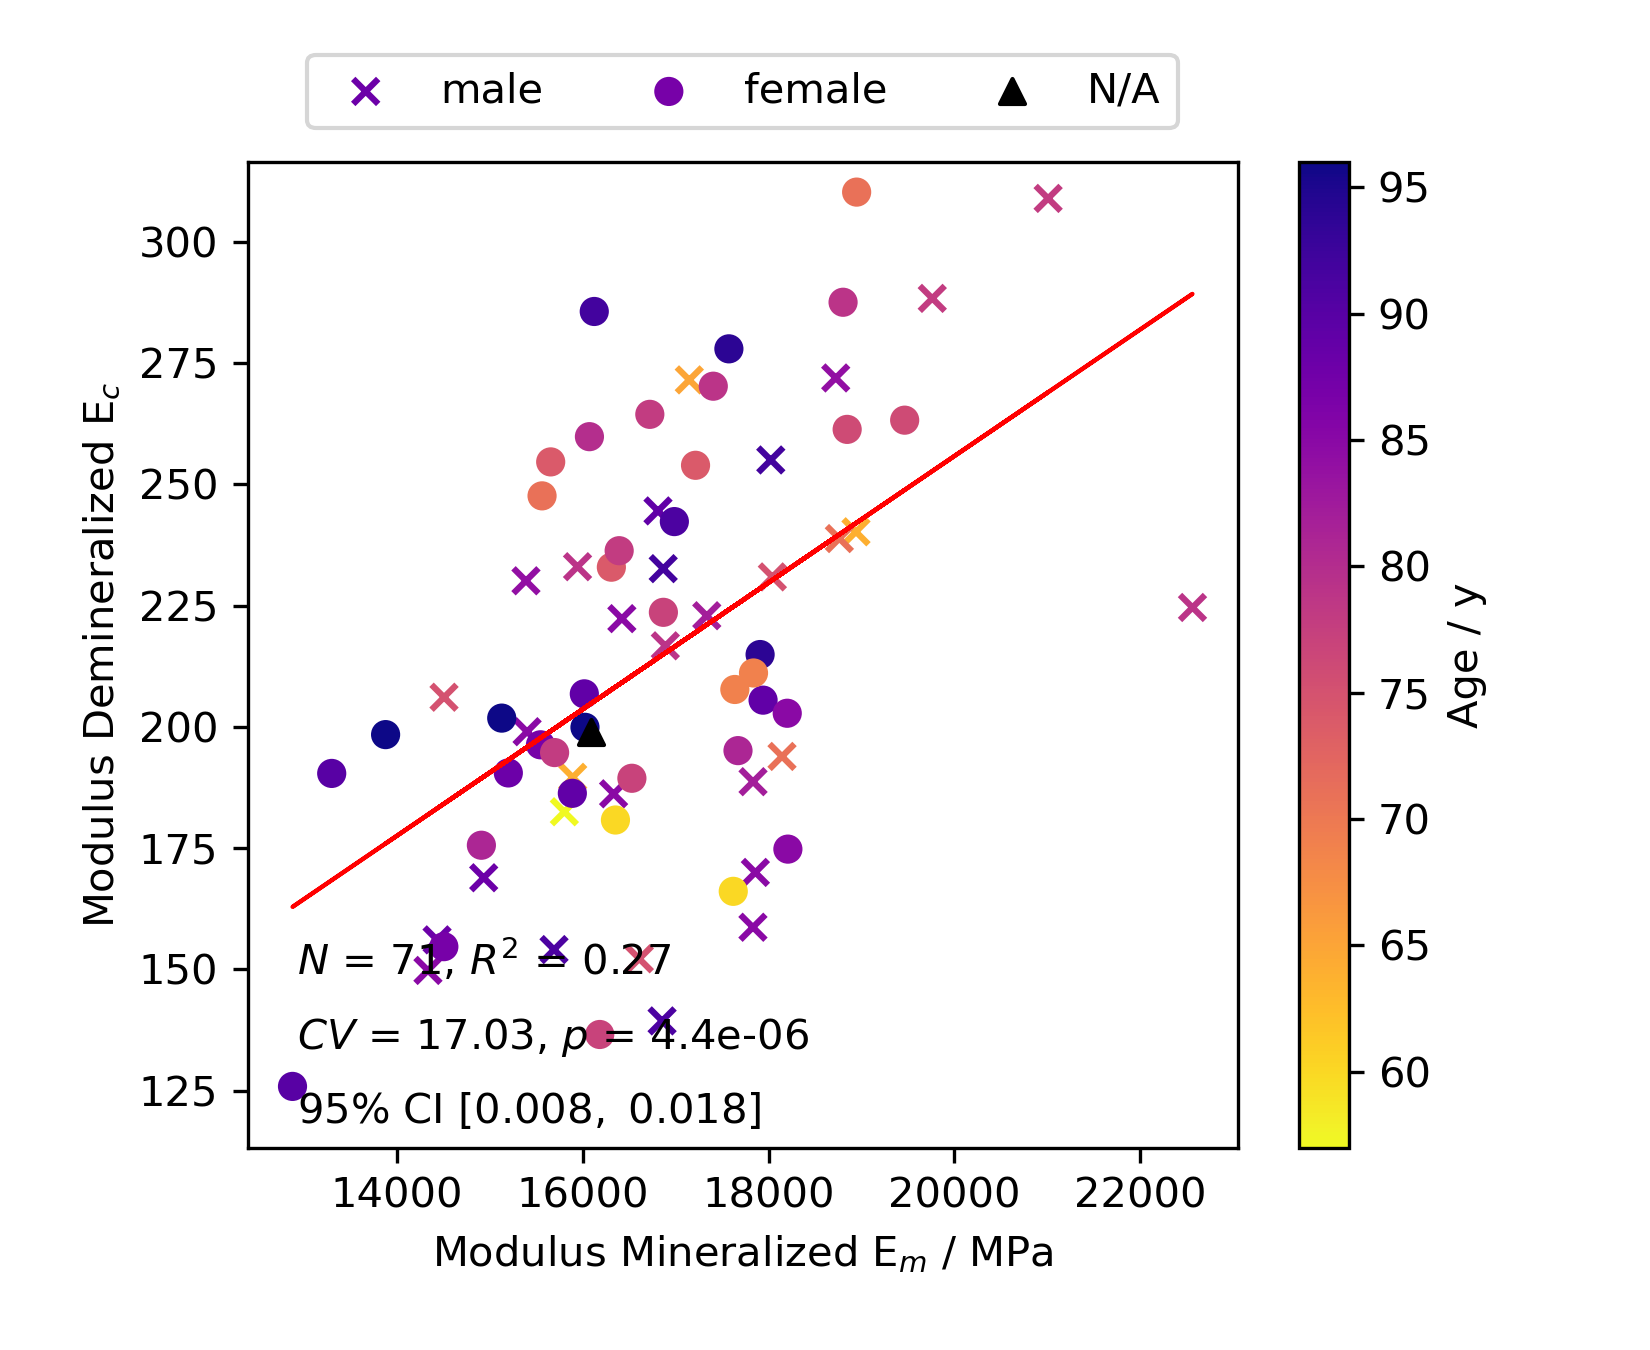 male female N/A
300
275
250
225
200
175
150
125
Modulus Demineralized E_c
N = 71, R² = 0.27
CV = 17.03, p = 4.4e-06
95% CI [0.008, 0.018]
14000 16000 18000 20000 22000
Modulus Mineralized E_m / MPa
95
90
85
80
75
70
65
60
Age / y